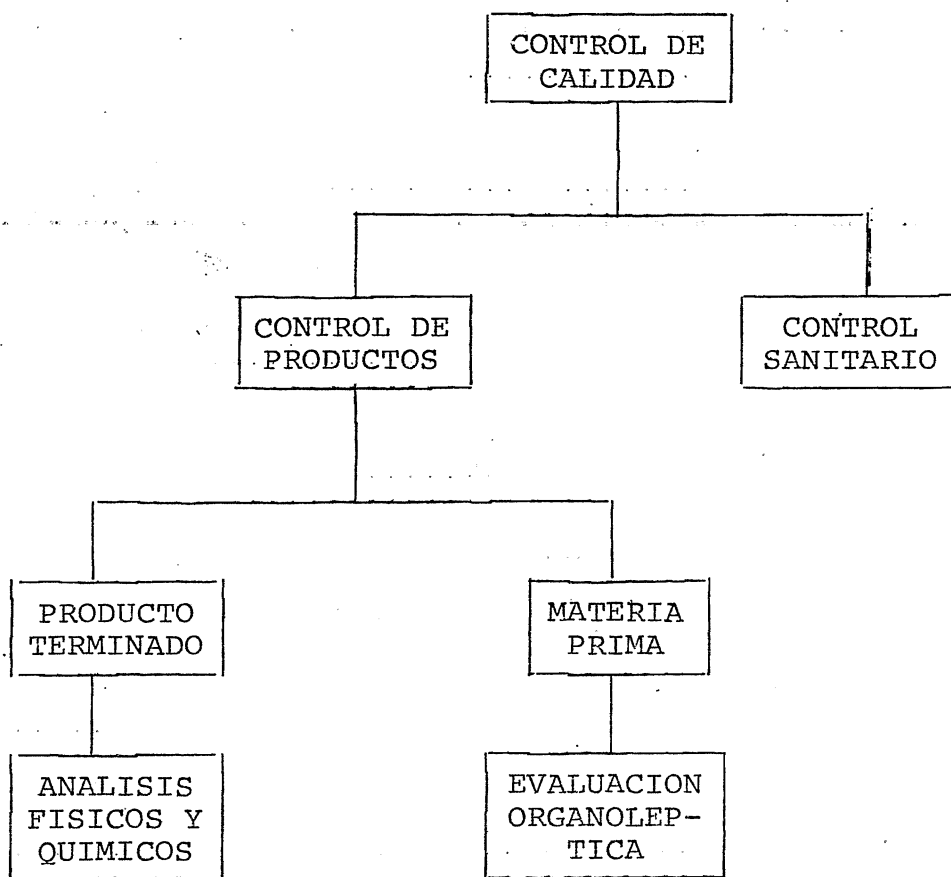 CONTROL DE
CALIDAD
CONTROL DE
PRODUCTOS
CONTROL
SANITARIO
PRODUCTO
TERMINADO
MATERIA
PRIMA
ANALISIS
FISICOS Y
QUIMICOS
EVALUACION
ORGANOLEP-
TICA